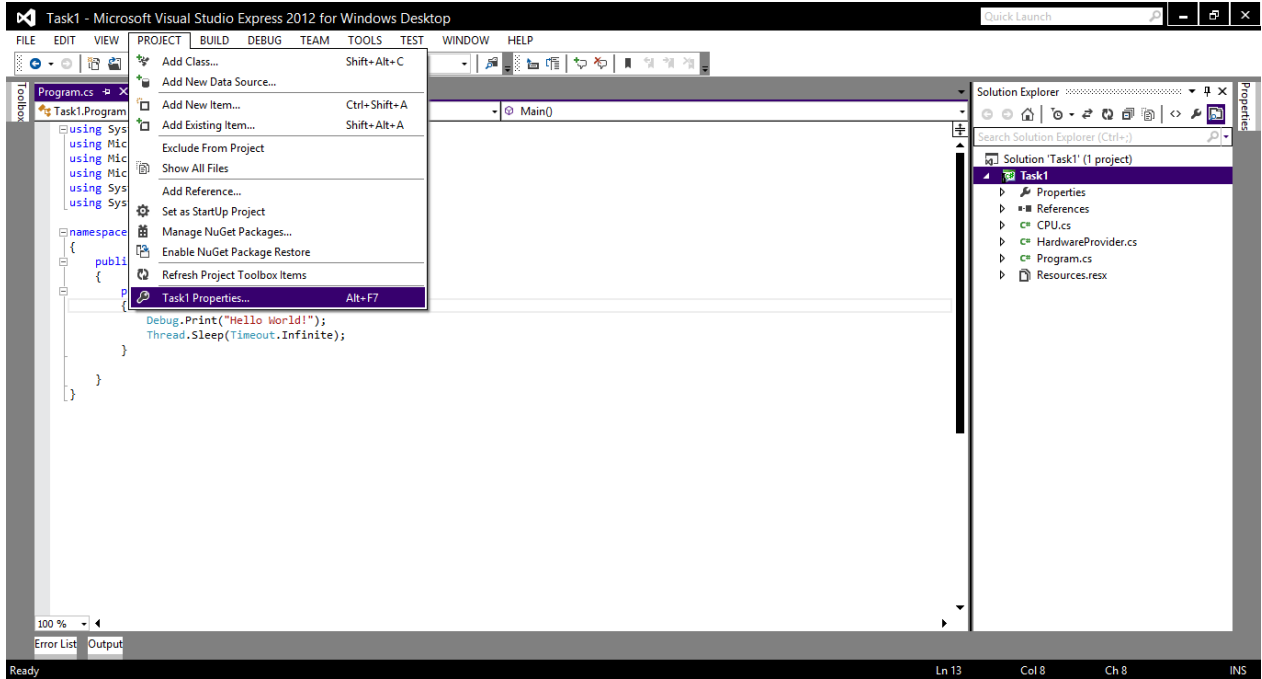 Task1 - Microsoft Visual Studio Express 2012 for Windows Desktop
Quick Launch
FILE EDIT VIEW PROJECT BUILD DEBUG TEAM TOOLS TEST WINDOW HELP
Add Class... Shift+Alt+C
Add New Data Source...
Add New Item... Ctrl+Shift+A
Add Existing Item... Shift+Alt+A
Exclude From Project
Show All Files
Add Reference...
Set as StartUp Project
Manage NuGet Packages...
Enable NuGet Package Restore
Refresh Project Toolbox Items
Task1 Properties... Alt+F7
Toolbox
Program.cs
Task1.Program
Main()
using Sys
using Mic
using Mic
using Mic
using Sys
using Sys
namespace
{
publi
{
p
{
Debug.Print("Hello World!");
Thread.Sleep(Timeout.Infinite);
}
}
}
100 %
Solution Explorer
Search Solution Explorer (Ctrl+;)
Solution 'Task1' (1 project)
Task1
Properties
References
C# CPU.cs
C# HardwareProvider.cs
C# Program.cs
Resources.resx
Properties
Error List Output
Ready Ln 13 Col 8 Ch 8 INS